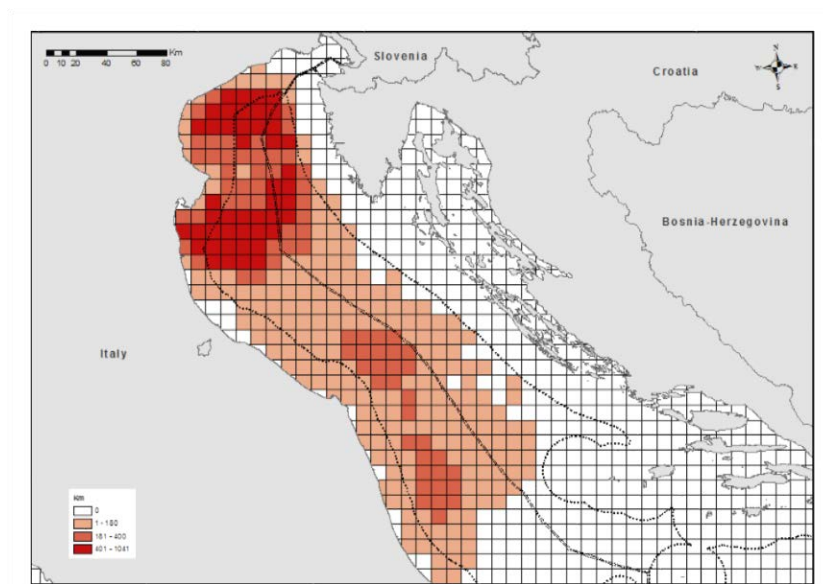 Km
0 10 20 40 60 80
Slovenia
Croatia
N
W E
S
Bosnia-Herzegovina
Italy
Km
0
1 - 180
181 - 400
401 - 1041